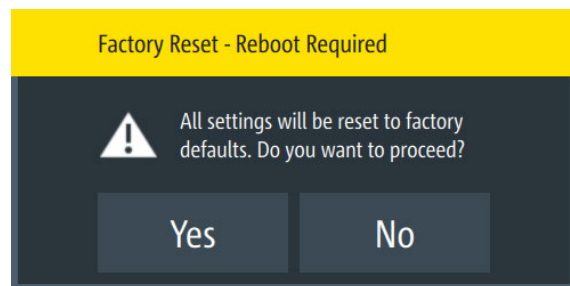 Factory Reset - Reboot Required
All settings will be reset to factory
defaults. Do you want to proceed?
Yes
No